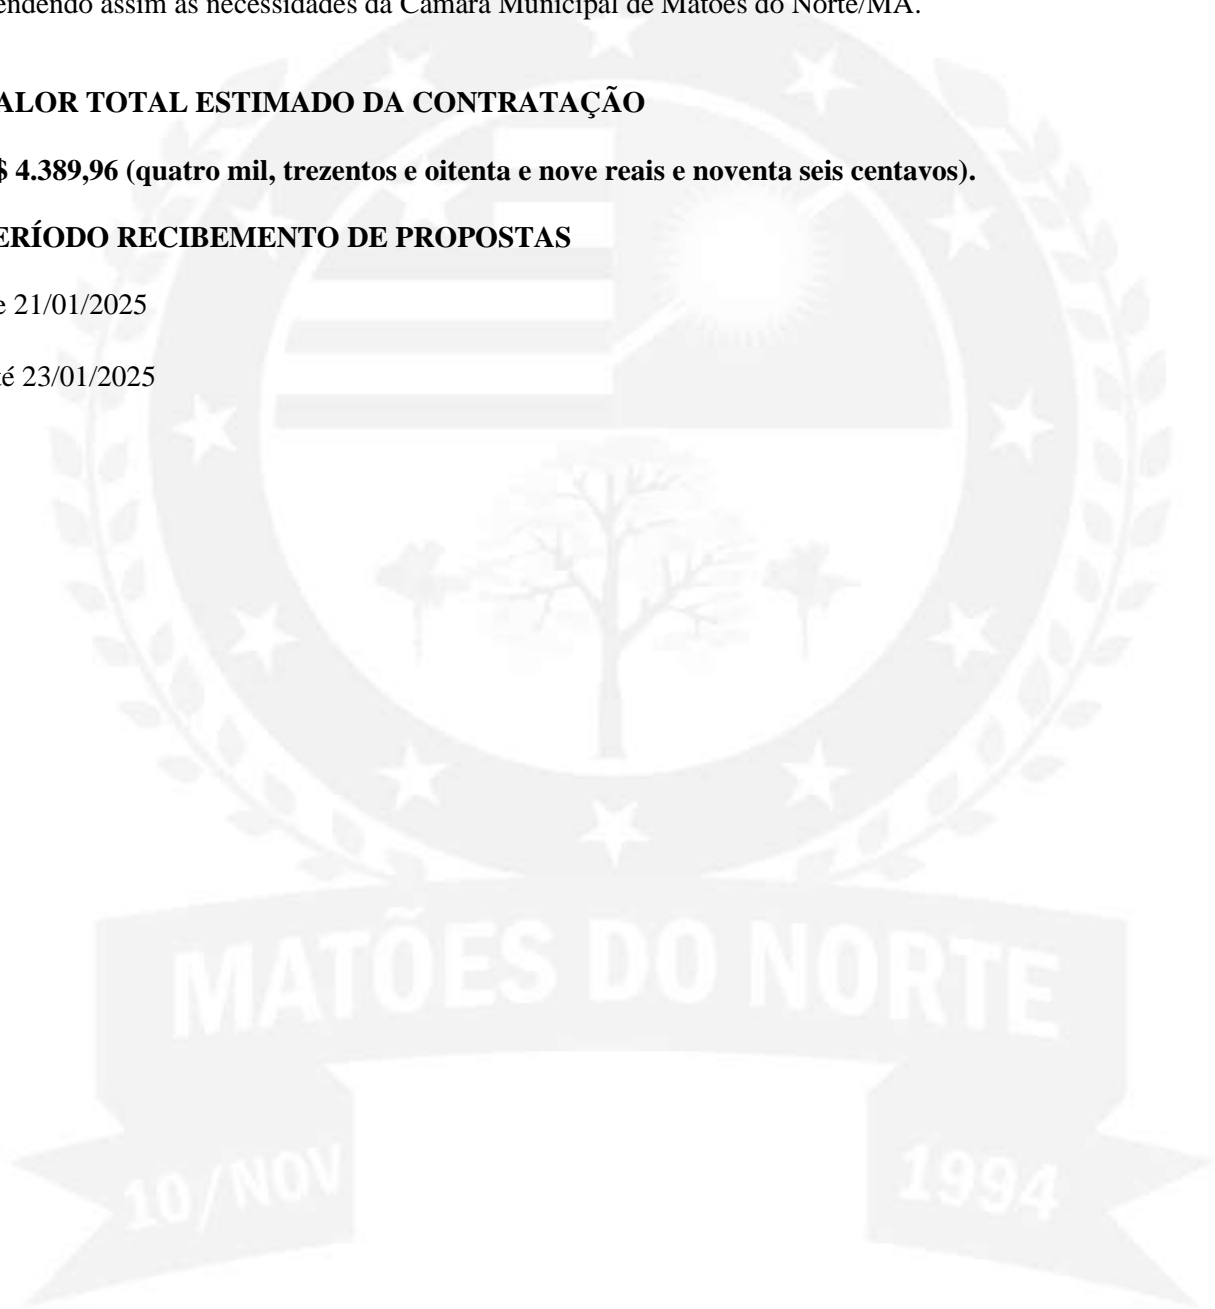 endendo assim as necessidades da Câmara Municipal de Matões do Norte/MA.
ALOR TOTAL ESTIMADO DA CONTRATAÇÃO
$ 4.389,96 (quatro mil, trezentos e oitenta e nove reais e noventa seis centavos).
ERÍODO RECIBEMENTO DE PROPOSTAS
e 21/01/2025
té 23/01/2025
MATÕES DO NORTE
10/NOV 1994